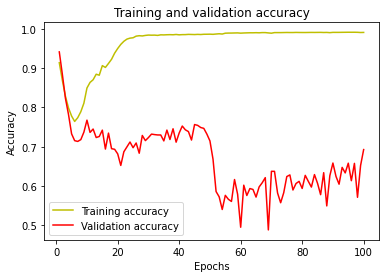 Training and validation accuracy
1.0
0.9
0.8
0.7
0.6
0.5
Accuracy
Training accuracy
Validation accuracy
0 20 40 60 80 100
Epochs